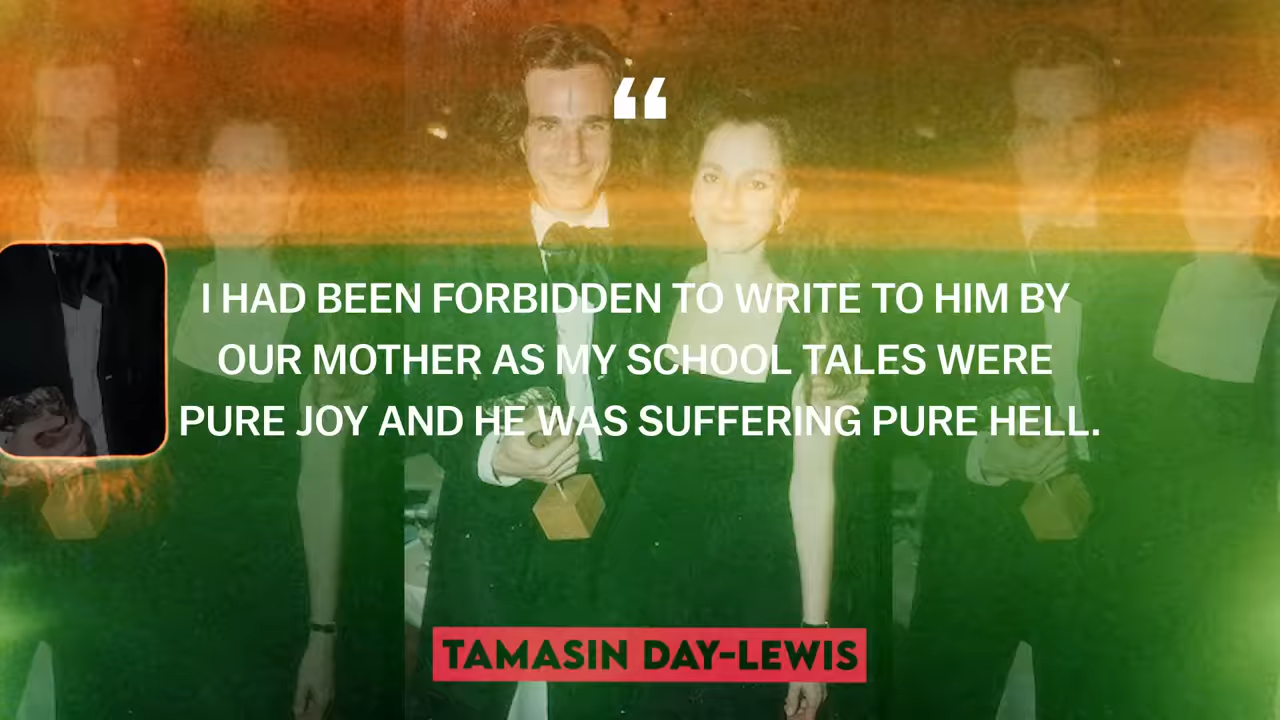 “
I HAD BEEN FORBIDDEN TO WRITE TO HIM BY
OUR MOTHER AS MY SCHOOL TALES WERE
PURE JOY AND HE WAS SUFFERING PURE HELL.
TAMASIN DAY-LEWIS